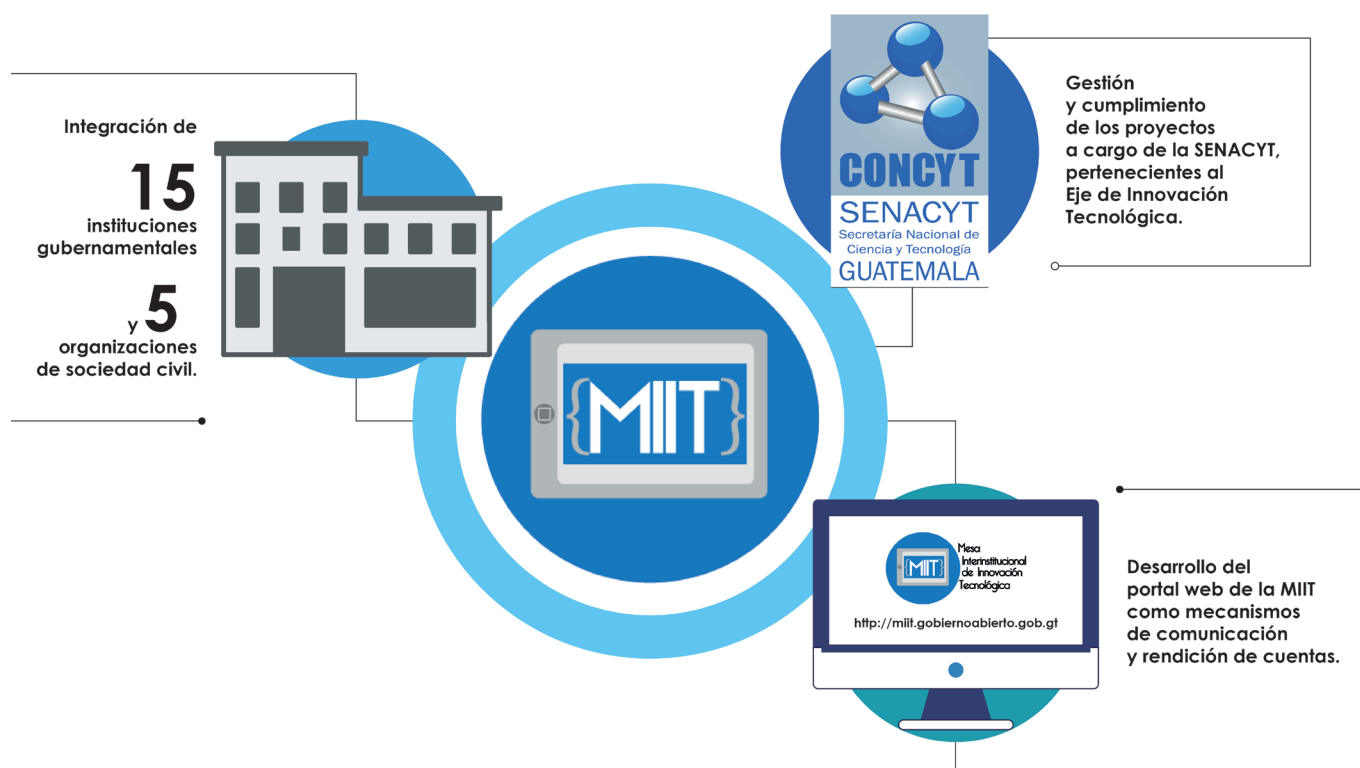 Integración de
15
instituciones
gubernamentales
y 5
organizaciones
de sociedad civil.
{MIIT}
CONCYT
SENACYT
Secretaría Nacional de
Ciencia y Tecnología
GUATEMALA
Gestión
y cumplimiento
de los proyectos
a cargo de la SENACYT,
pertenecientes al
Eje de Innovación
Tecnológica.
{MIIT}
Mesa
Interinstitucional
de Innovación
Tecnológica
http://miit.gobiernoabierto.gob.gt
Desarrollo del
portal web de la MIIT
como mecanismos
de comunicación
y rendición de cuentas.